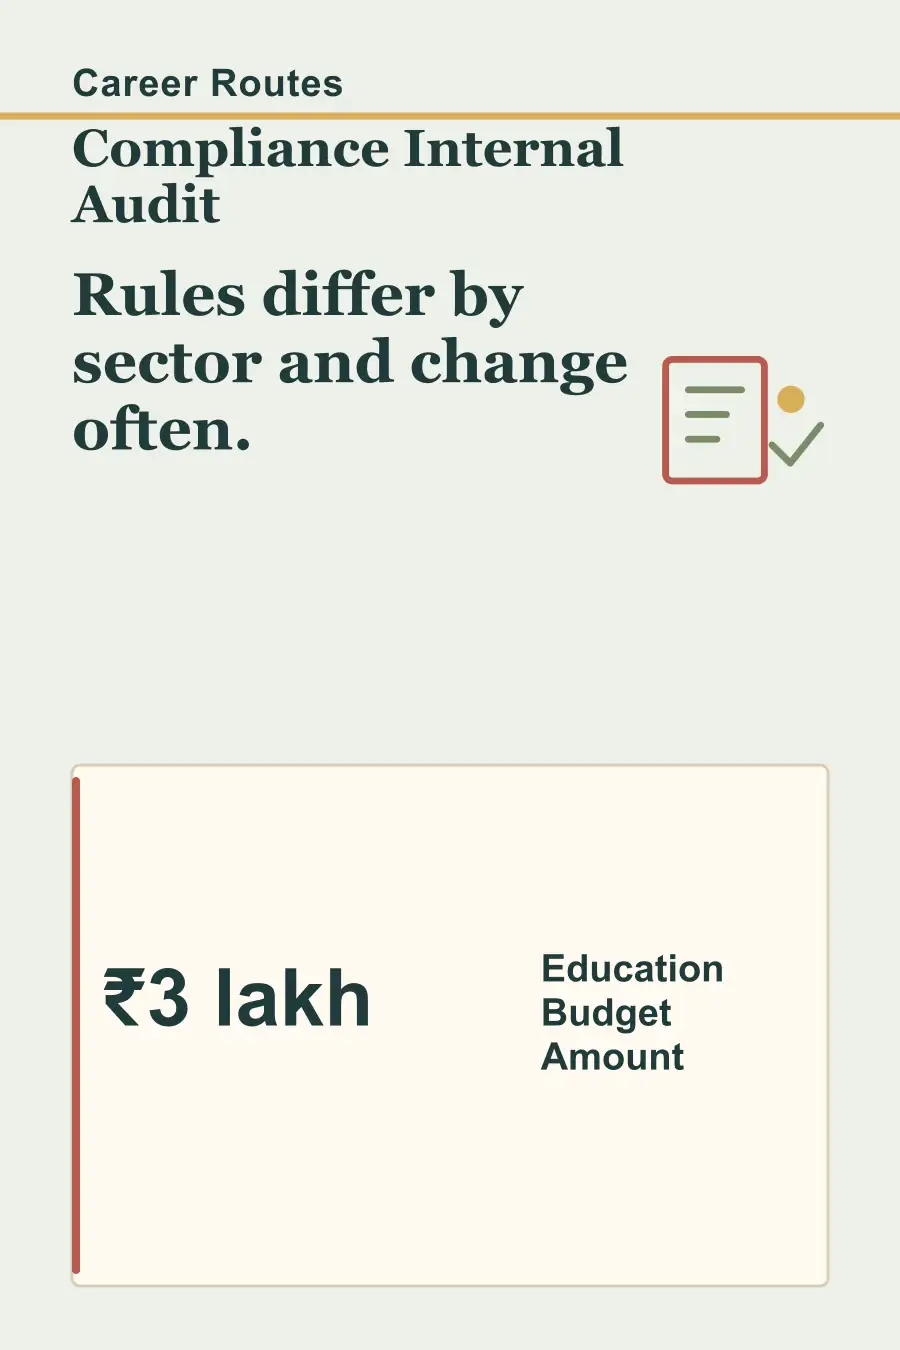 Career Routes
Compliance Internal
Audit
Rules differ by
sector and change
often.
₹3 lakh
Education
Budget
Amount